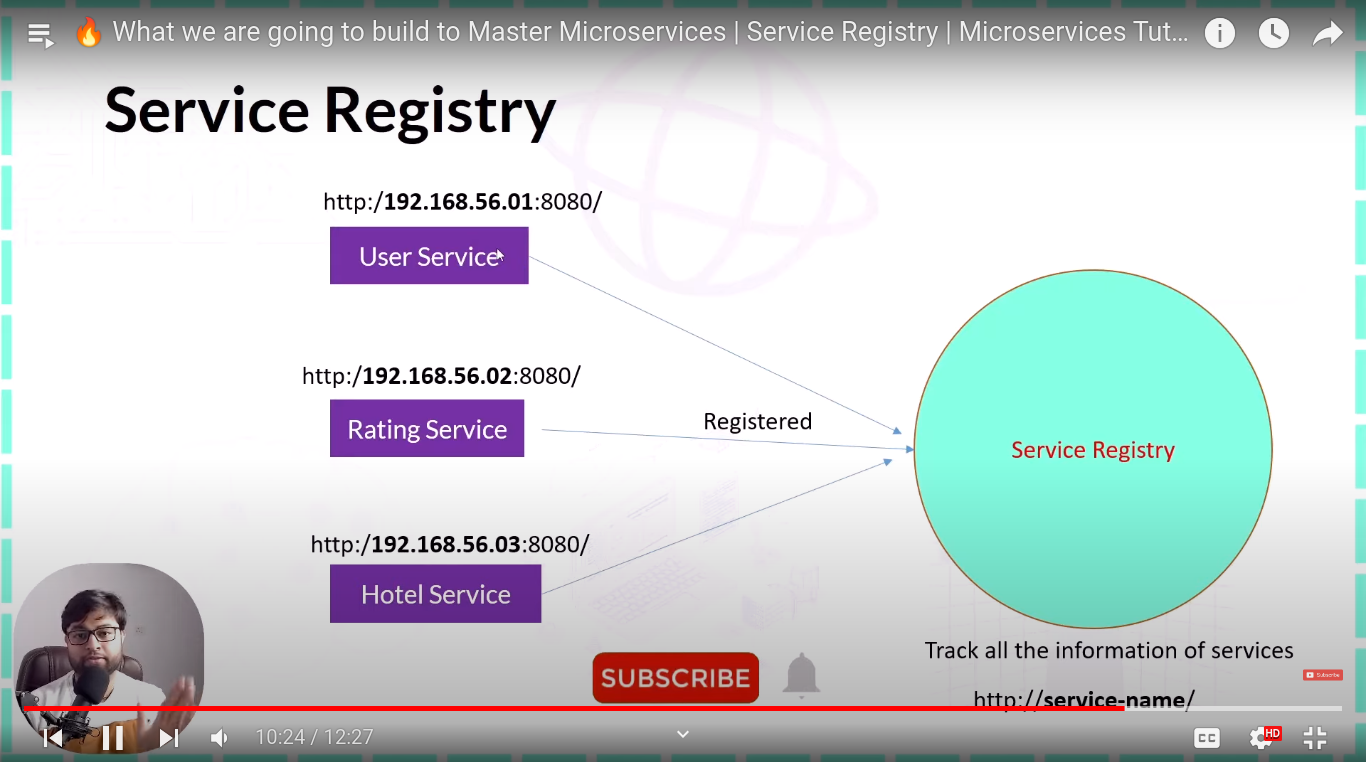 🔥 What we are going to build to Master Microservices | Service Registry | Microservices Tut...
Service Registry
http:/192.168.56.01:8080/
User Service
http:/192.168.56.02:8080/
Rating Service
Registered
Service Registry
http:/192.168.56.03:8080/
Hotel Service
Track all the information of services
SUBSCRIBE
Subscribe
http://service-name/
10:24 / 12:27
CC
HD